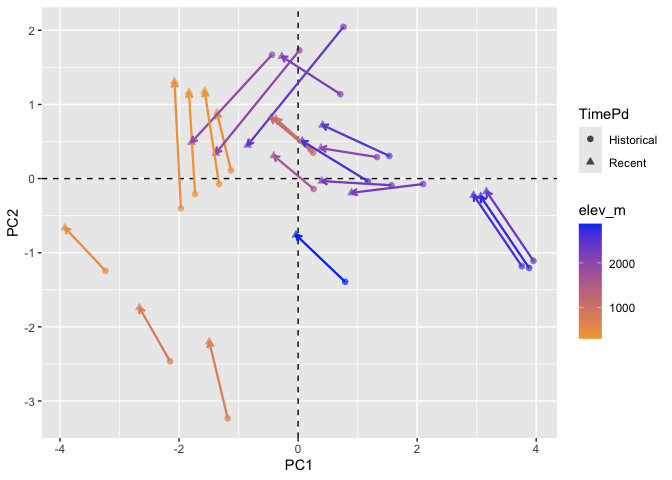 2
1
0
-1
-2
-3
PC2
-4
-2
0
2
4
PC1
TimePd
Historical
Recent
elev_m
2000
1000